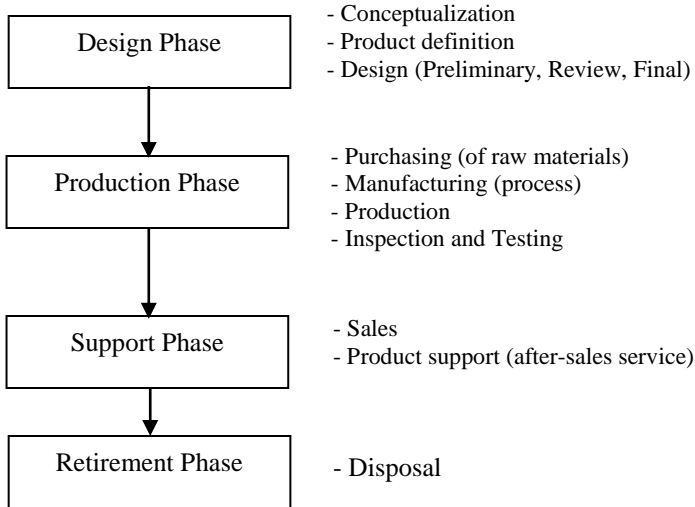 Design Phase
- Conceptualization
- Product definition
- Design (Preliminary, Review, Final)
Production Phase
- Purchasing (of raw materials)
- Manufacturing (process)
- Production
- Inspection and Testing
Support Phase
- Sales
- Product support (after-sales service)
Retirement Phase
- Disposal